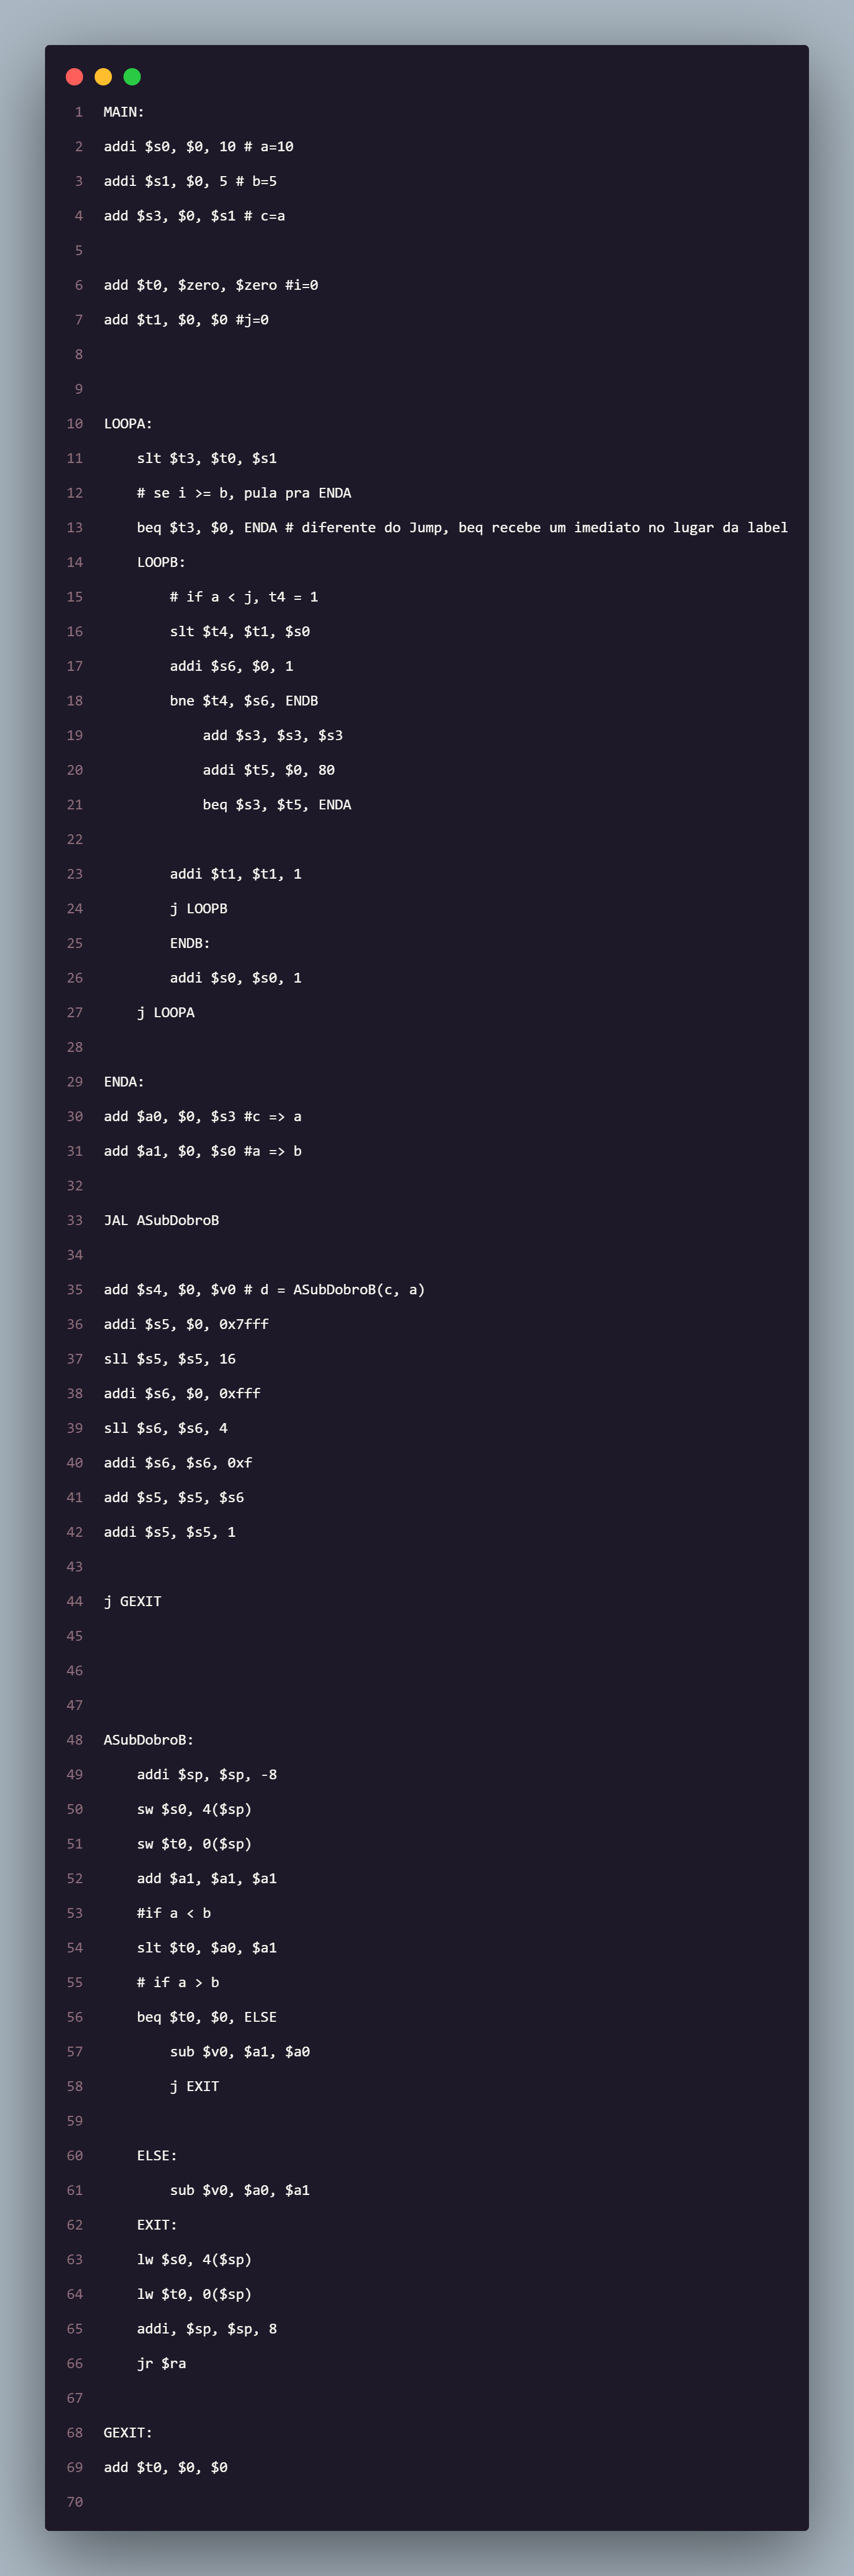 1 MAIN:
2 addi $s0, $0, 10 # a=10
3 addi $s1, $0, 5 # b=5
4 add $s3, $0, $s1 # c=a
5
6 add $t0, $zero, $zero #i=0
7 add $t1, $0, $0 #j=0
8
9
10 LOOPA:
11     slt $t3, $t0, $s1
12     # se i >= b, pula pra ENDA
13     beq $t3, $0, ENDA # diferente do Jump, beq recebe um imediato no lugar da label
14     LOOPB:
15         # if a < j, t4 = 1
16         slt $t4, $t1, $s0
17         addi $s6, $0, 1
18         bne $t4, $s6, ENDB
19             add $s3, $s3, $s3
20             addi $t5, $0, 80
21             beq $s3, $t5, ENDA
22
23         addi $t1, $t1, 1
24         j LOOPB
25         ENDB:
26         addi $s0, $s0, 1
27     j LOOPA
28
29 ENDA:
30 add $a0, $0, $s3 #c => a
31 add $a1, $0, $s0 #a => b
32
33 JAL ASubDobroB
34
35 add $s4, $0, $v0 # d = ASubDobroB(c, a)
36 addi $s5, $0, 0x7fff
37 sll $s5, $s5, 16
38 addi $s6, $0, 0xfff
39 sll $s6, $s6, 4
40 addi $s6, $s6, 0xf
41 add $s5, $s5, $s6
42 addi $s5, $s5, 1
43
44 j GEXIT
45
46
47
48 ASubDobroB:
49     addi $sp, $sp, -8
50     sw $s0, 4($sp)
51     sw $t0, 0($sp)
52     add $a1, $a1, $a1
53     #if a < b
54     slt $t0, $a0, $a1
55     # if a > b
56     beq $t0, $0, ELSE
57         sub $v0, $a1, $a0
58         j EXIT
59
60     ELSE:
61         sub $v0, $a0, $a1
62     EXIT:
63     lw $s0, 4($sp)
64     lw $t0, 0($sp)
65     addi, $sp, $sp, 8
66     jr $ra
67
68 GEXIT:
69 add $t0, $0, $0
70